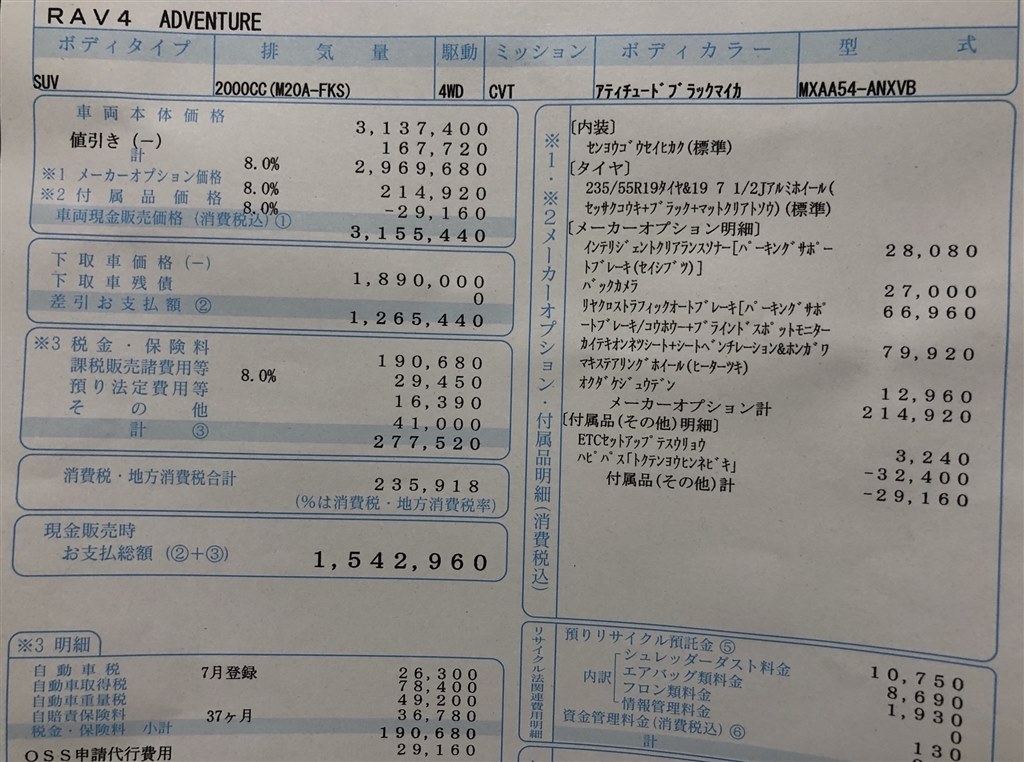 RAV4 ADVENTURE
ボディタイプ 排気量 駆動 ミッション ボディカラー 型式
SUV 2000CC(M20A-FKS) 4WD CVT アティチュードブラックマイカ MXAA54-ANXVB
車両本体価格 3,137,400
値引き(-) 167,720
計 8.0% 2,969,680
※1 メーカーオプション価格 8.0% 214,920
※2 付属品価格 8.0% -29,160
車両現金販売価格(消費税込)① 3,155,440
下取車価格(-) 1,890,000
下取車残債 0
差引お支払額 ② 1,265,440
※3 税金・保険料 190,680
課税販売諸費用等 8.0% 29,450
預り法定費用等 16,390
その他 41,000
計 ③ 277,520
消費税・地方消費税合計 235,918
(%は消費税・地方消費税率)
現金販売時
お支払総額(②+③) 1,542,960
※3 明細
自動車税 7月登録 26,300
自動車取得税 78,400
自動車重量税 49,200
自賠責保険料 37ヶ月 36,780
税金・保険料 小計 190,680
OSS申請代行費用 29,160
※1・※2メーカーオプション・付属品明細(消費税込)
[内装]
センヨウゴウセイヒカク(標準)
[タイヤ]
235/55R19タイヤ&19 7 1/2Jアルミホイール(
セッサクコウキ+ブラック+マットクリアトソウ)(標準)
[メーカーオプション明細]
インテリジェントクリアランスソナー[パーキングサポー 28,080
トブレーキ(セイシブツ)]
バックカメラ 27,000
リヤクロストラフィックオートブレーキ[パーキングサポ 66,960
ートブレーキ/コウホウ-+ブラインドスポットモニター
カイテキオンネツシート+シートベンチレーション&ホンガワ 79,920
マキステアリングホイール(ヒーターツキ)
オクダケジュウデン 12,960
メーカーオプション計 214,920
[付属品(その他)明細]
ETCセットアップテスウリョウ 3,240
ハピパス「トクテンヨウヒンネビキ」 -32,400
付属品(その他)計 -29,160
リサイクル法関連費用明細
預りリサイクル預託金 ⑤
内訳
シュレッダーダスト料金 10,750
エアバッグ類料金 8,690
フロン類料金 1,930
情報管理料金 0
資金管理料金(消費税込) ⑥ 130
計